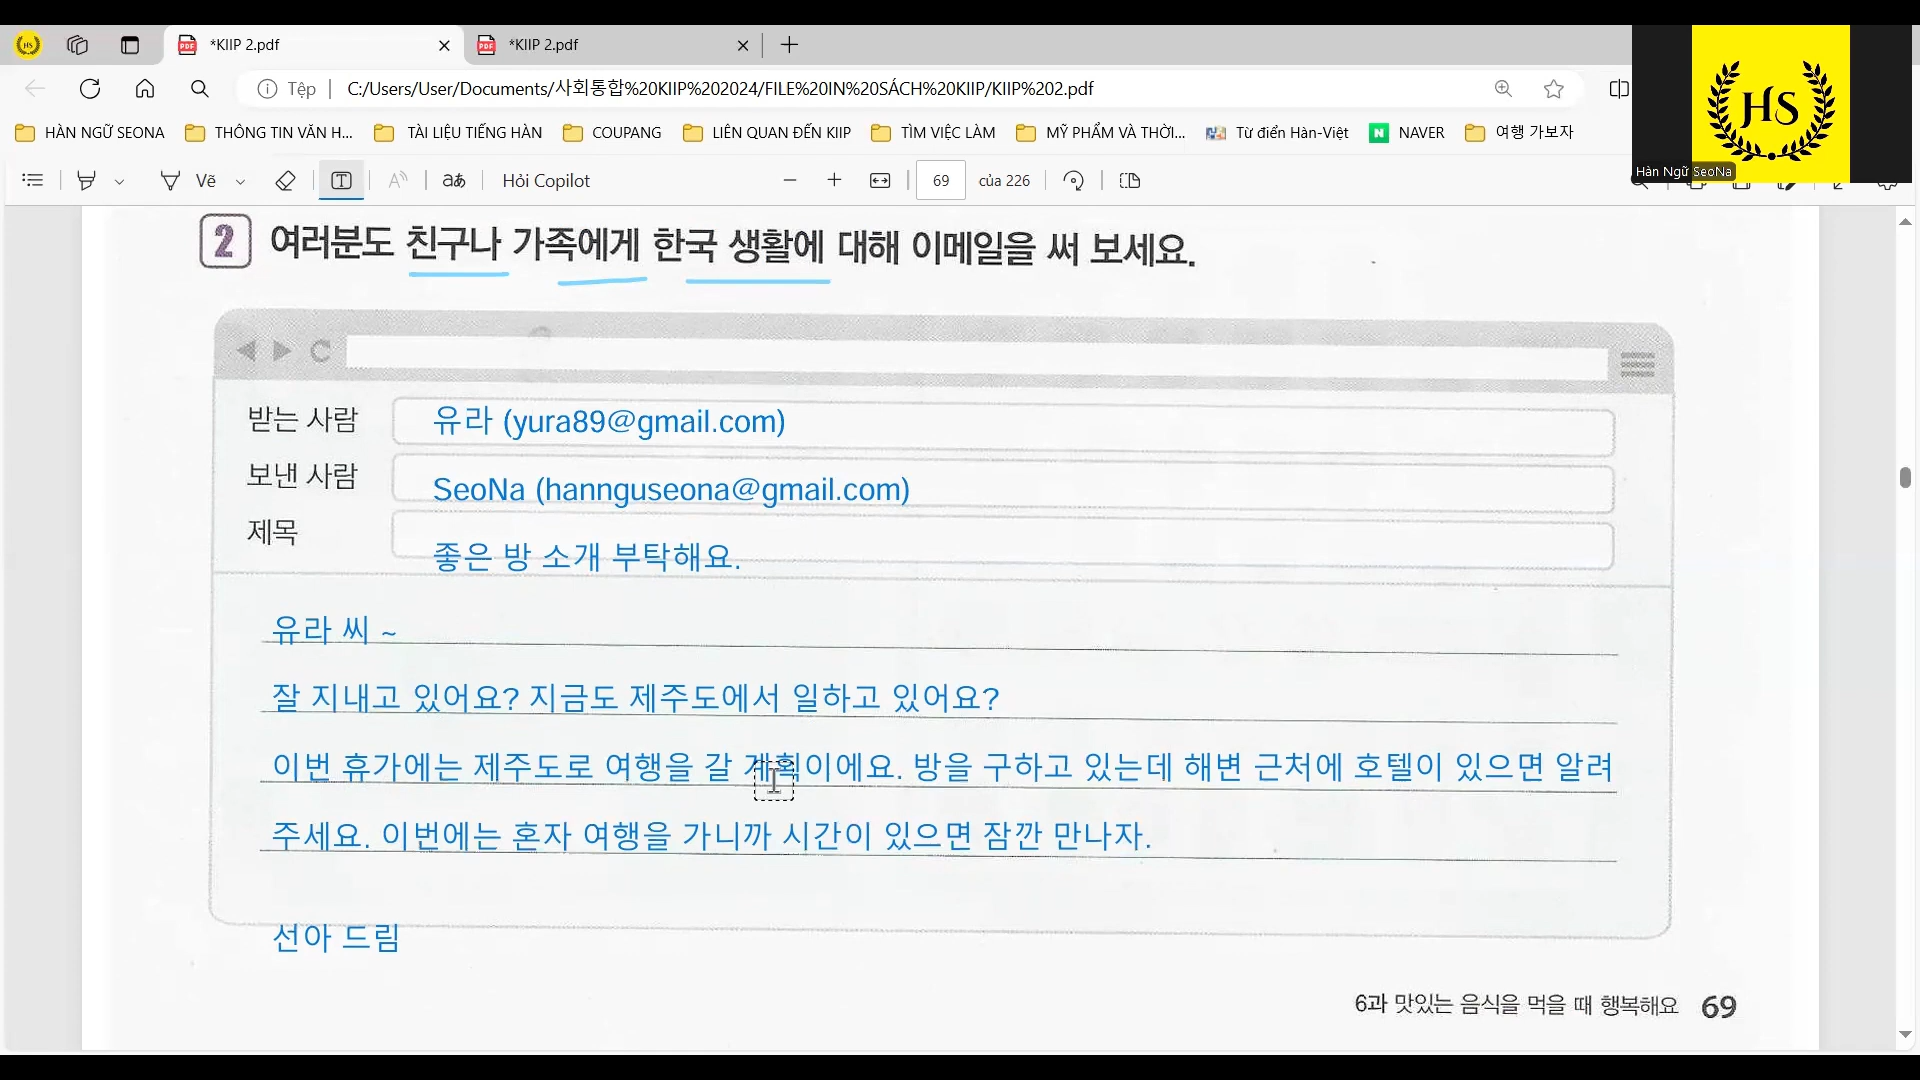 *KIIP 2.pdf
*KIIP 2.pdf
Tệp
C:/Users/User/Documents/사회통합%20KIIP%202024/FILE%20IN%20SÁCH%20KIIP/KIIP%202.pdf
HÀN NGỮ SEONA
THÔNG TIN VĂN H...
TÀI LIỆU TIẾNG HÀN
COUPANG
LIÊN QUAN ĐẾN KIIP
TÌM VIỆC LÀM
MỸ PHẨM VÀ THỜI...
Từ điển Hàn-Việt
NAVER
여행 가보자
HS
Hàn Ngữ SeoNa
Vẽ
Hỏi Copilot
69
của 226
2 여러분도 친구나 가족에게 한국 생활에 대해 이메일을 써 보세요.
받는 사람 유라 (yura89@gmail.com)
보낸 사람 SeoNa (hannguseona@gmail.com)
제목 좋은 방 소개 부탁해요.
유라 씨 ~
잘 지내고 있어요? 지금도 제주도에서 일하고 있어요?
이번 휴가에는 제주도로 여행을 갈 계획이에요. 방을 구하고 있는데 해변 근처에 호텔이 있으면 알려
주세요. 이번에는 혼자 여행을 가니까 시간이 있으면 잠깐 만나자.
선아 드림
6과 맛있는 음식을 먹을 때 행복해요 69